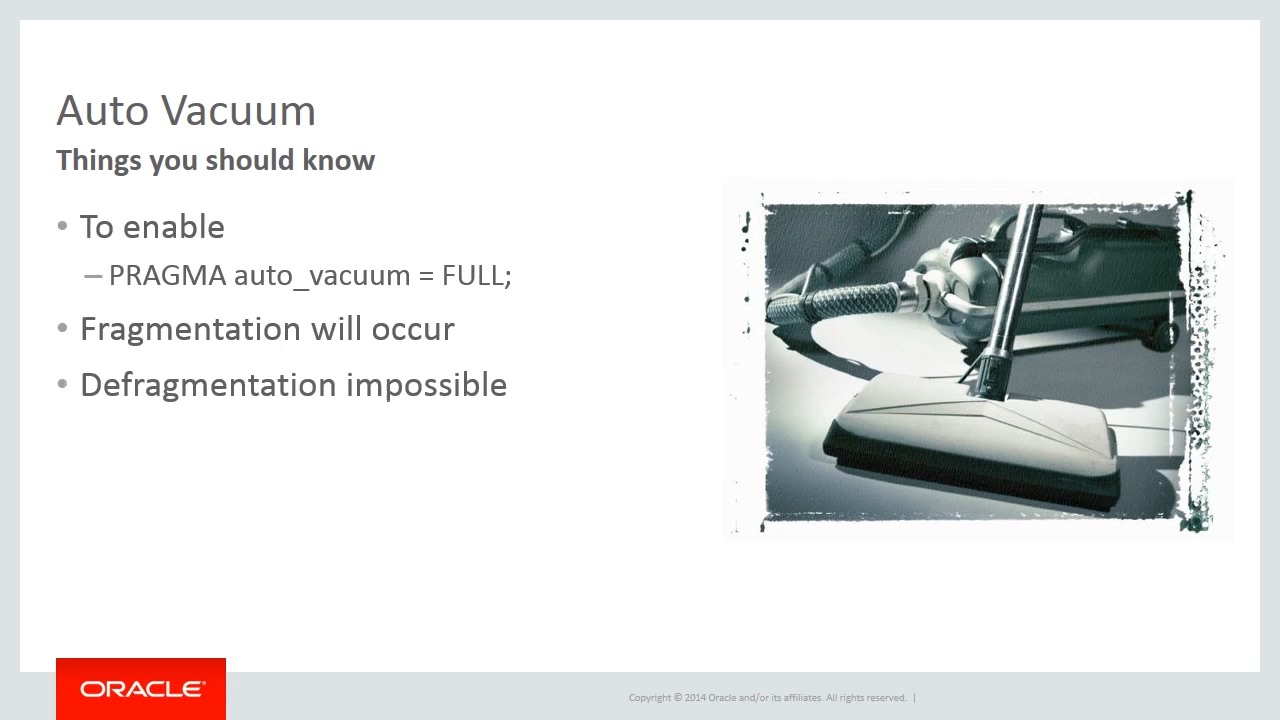 Auto Vacuum
Things you should know
• To enable
– PRAGMA auto_vacuum = FULL;
• Fragmentation will occur
• Defragmentation impossible
ORACLE®
Copyright © 2014 Oracle and/or its affiliates. All rights reserved. |